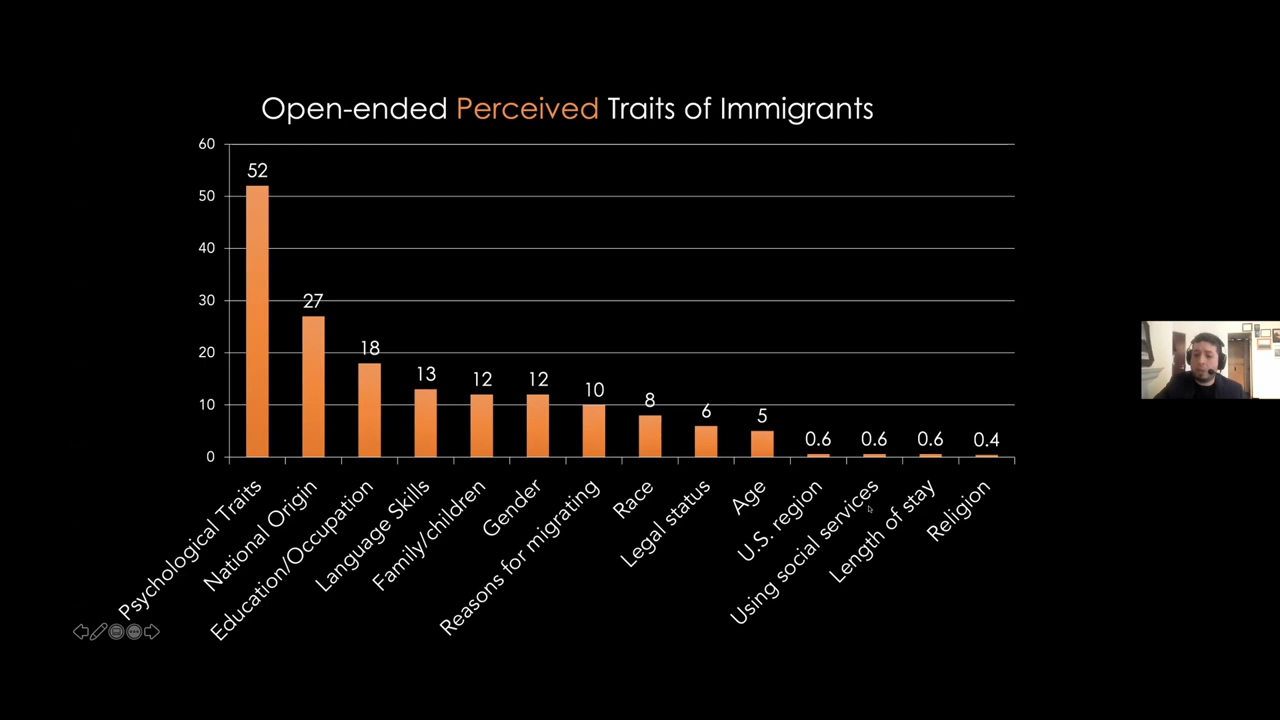 Open-ended Perceived Traits of Immigrants
60
50
40
30
20
10
0
52
27
18
13
12
12
10
8
6
5
0.6
0.6
0.6
0.4
Psychological Traits
National Origin
Education/Occupation
Language Skills
Family/children
Gender
Reasons for migrating
Race
Legal status
Age
U.S. region
Using social services
Length of stay
Religion